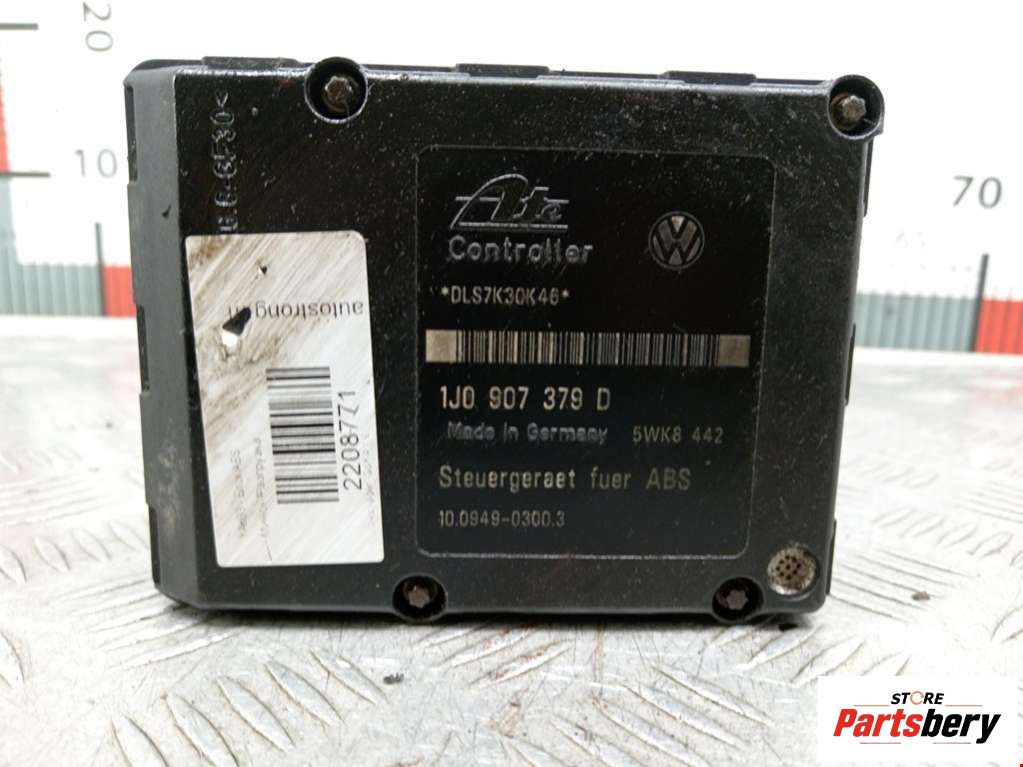 20
10
70
65
Ate
Controller
*DLS7K30K46*
1J0 907 379 D
Made in Germany 5WK8 442
Steuergeraet fuer ABS
10.0949-0300.3
autostrong
2208771
STORE
Partsbery